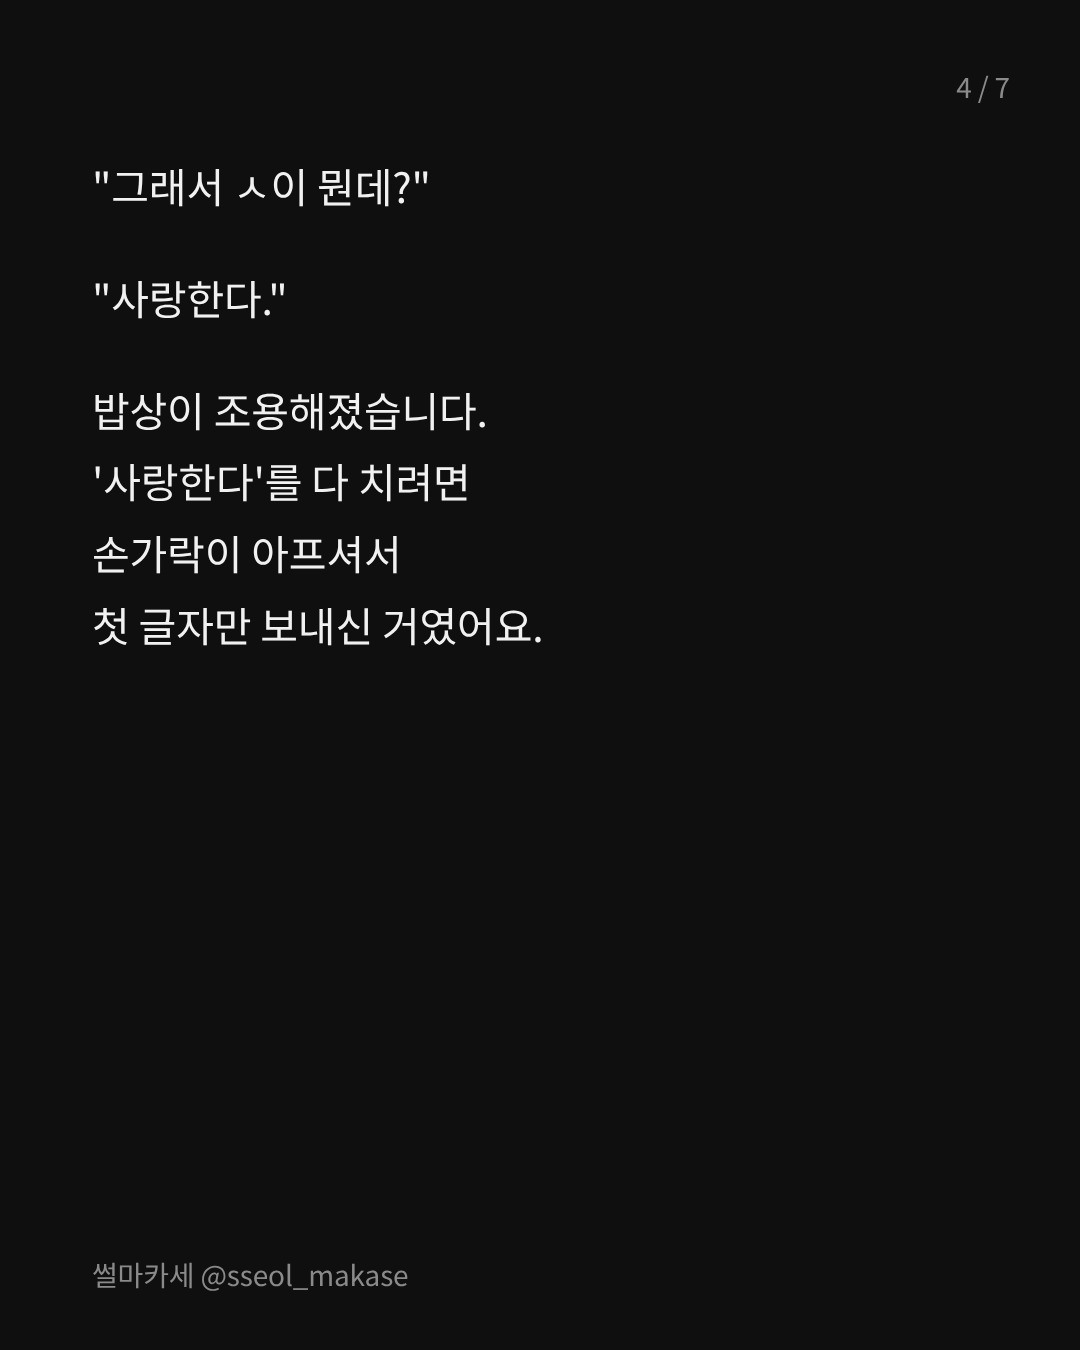 4 / 7
"그래서 ㅅ이 뭔데?"
"사랑한다."
밥상이 조용해졌습니다.
'사랑한다'를 다 치려면
손가락이 아프셔서
첫 글자만 보내신 거였어요.
썰마카세 @sseol_makase